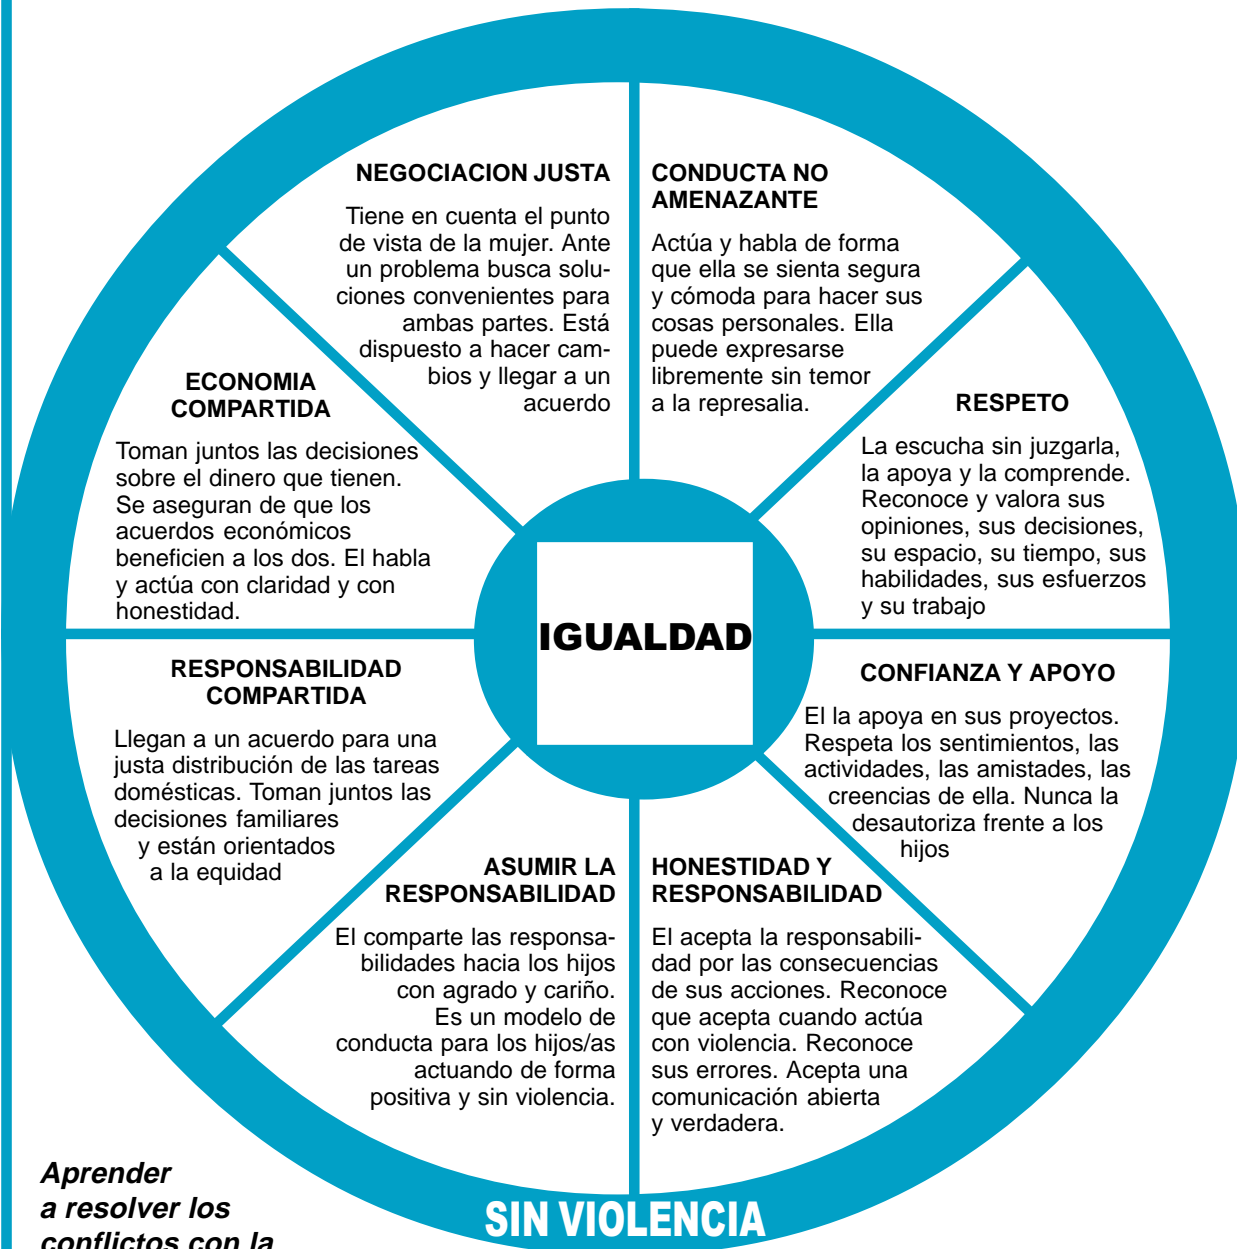 NEGOCIACION JUSTA
Tiene en cuenta el punto
de vista de la mujer. Ante
un problema busca solu-
ciones convenientes para
ambas partes. Está
dispuesto a hacer cam-
bios y llegar a un
acuerdo
CONDUCTA NO
AMENAZANTE
Actúa y habla de forma
que ella se sienta segura
y cómoda para hacer sus
cosas personales. Ella
puede expresarse
libremente sin temor
a la represalia.
ECONOMIA
COMPARTIDA
Toman juntos las decisiones
sobre el dinero que tienen.
Se aseguran de que los
acuerdos económicos
beneficien a los dos. El habla
y actúa con claridad y con
honestidad.
RESPETO
La escucha sin juzgarla,
la apoya y la comprende.
Reconoce y valora sus
opiniones, sus decisiones,
su espacio, su tiempo, sus
habilidades, sus esfuerzos
y su trabajo
IGUALDAD
RESPONSABILIDAD
COMPARTIDA
Llegan a un acuerdo para una
justa distribución de las tareas
domésticas. Toman juntos las
decisiones familiares
y están orientados
a la equidad
CONFIANZA Y APOYO
El la apoya en sus proyectos.
Respeta los sentimientos, las
actividades, las amistades, las
creencias de ella. Nunca la
desautoriza frente a los
hijos
ASUMIR LA
RESPONSABILIDAD
El comparte las responsa-
bilidades hacia los hijos
con agrado y cariño.
Es un modelo de
conducta para los hijos/as
actuando de forma
positiva y sin violencia.
HONESTIDAD Y
RESPONSABILIDAD
El acepta la responsabili-
dad por las consecuencias
de sus acciones. Reconoce
que acepta cuando actúa
con violencia. Reconoce
sus errores. Acepta una
comunicación abierta
y verdadera.
Aprender
a resolver los
conflictos con la
SIN VIOLENCIA